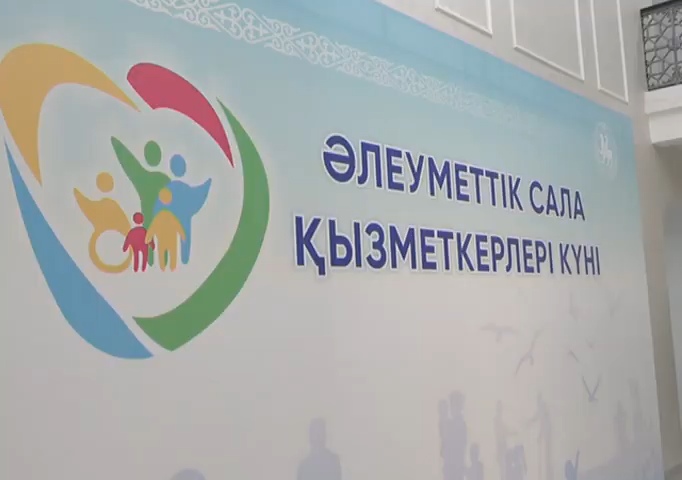 ӘЛЕУМЕТТІК САЛА
ҚЫЗМЕТКЕРЛЕРІ КҮНІ